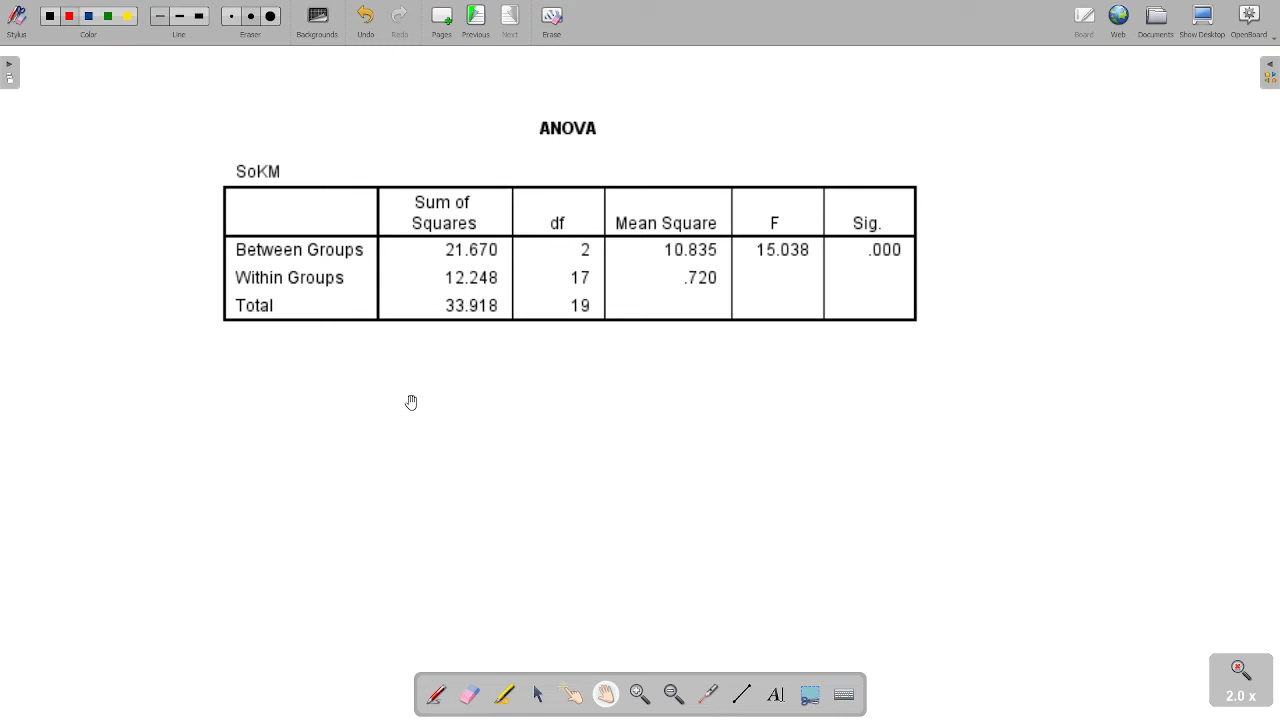 Stylus Color Line Eraser Backgrounds Undo Redo Pages Previous Next Erase Board Web Documents Show Desktop OpenBoard
ANOVA
SoKM
Sum of
Squares df Mean Square F Sig.
Between Groups 21.670 2 10.835 15.038 .000
Within Groups 12.248 17 .720
Total 33.918 19
2.0 x